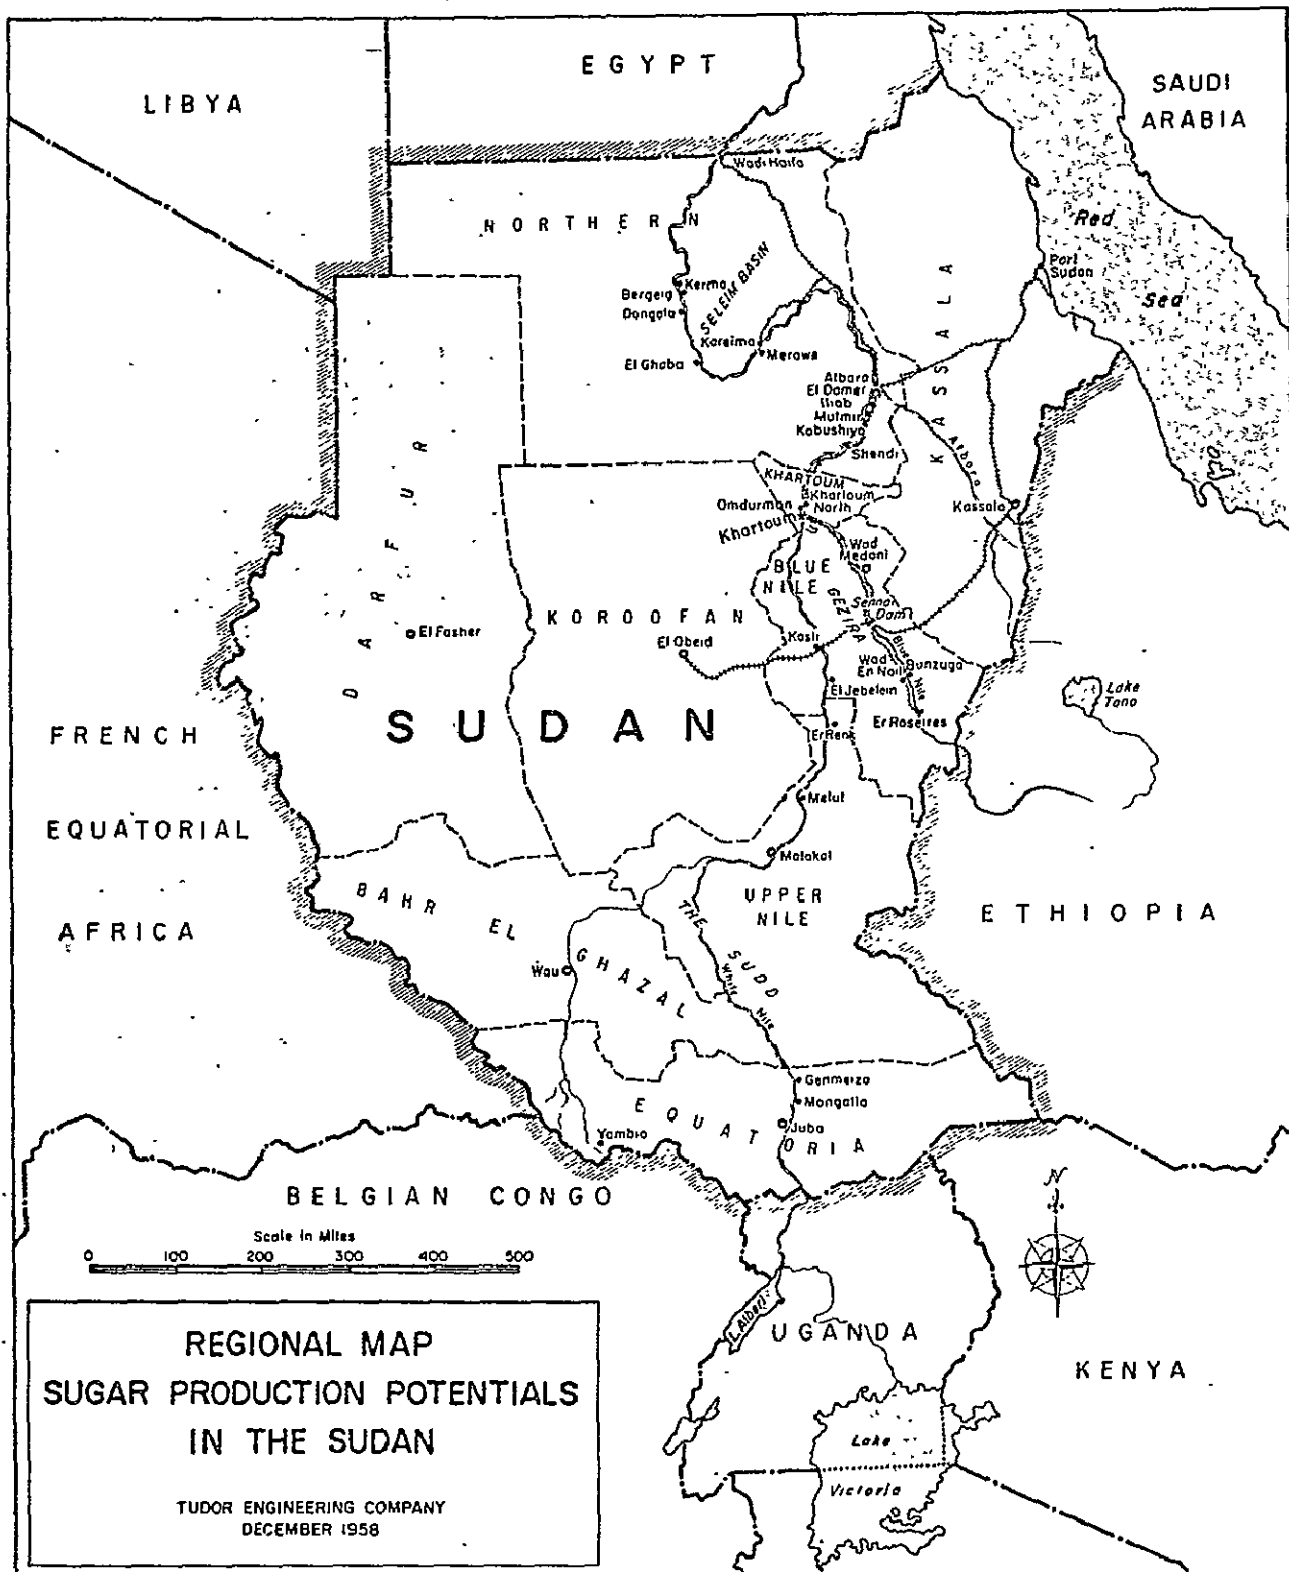 EGYPT
LIBYA
SAUDI
ARABIA
Wadi Halfa
NORTHERN
Red
Sea
Port
Sudan
KASSALA
SELEIM BASIN
Kerma
Bergeig
Dongola
Kareima
Merowe
El Ghaba
Atbara
El Damer
Mutmir
Kabushiya
Shendi
Atbara
KHARTOUM
Khartoum
North
Omdurman
Khartoum
Kassala
Wad
Medani
BLUE
NILE
GEZIRA
Sennar
Dam
DARFUR
El Fasher
KOROOFAN
El Obeid
Kosti
Wad
En Nail
Bunzuga
Blue Nile
El Jebelein
Er Roseires
Er Renk
Lake
Tana
SUDAN
FRENCH
EQUATORIAL
AFRICA
Melut
Malakal
UPPER
NILE
ETHIOPIA
BAHR EL
GHAZAL
THE
SUDD
White Nile
Wau
Gemmeiza
Mongalla
Juba
EQUATORIA
Yambio
BELGIAN CONGO
N
Scale in Miles
0 100 200 300 400 500
L. Albert
UGANDA
KENYA
Lake
Victoria
REGIONAL MAP
SUGAR PRODUCTION POTENTIALS
IN THE SUDAN
TUDOR ENGINEERING COMPANY
DECEMBER 1958